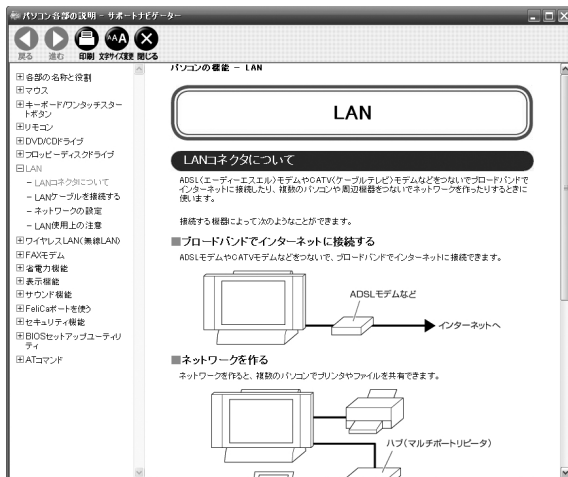 パソコン各部の説明 - サポートナビゲーター
戻る 進む 印刷 文字サイズ変更 閉じる
各部の名称と役割
マウス
キーボード/ワンタッチスター
トボタン
リモコン
DVD/CDドライブ
フロッピーディスクドライブ
LAN
- LANコネクタについて
- LANケーブルを接続する
- ネットワークの設定
- LAN使用上の注意
ワイヤレスLAN(無線LAN)
FAXモデム
省電力機能
表示機能
サウンド機能
FeliCaポートを使う
セキュリティ機能
BIOSセットアップユーティリ
ティ
ATコマンド
パソコンの機能 - LAN
LAN
LANコネクタについて
ADSL(エーディーエスエル)モデムやCATV(ケーブルテレビ)モデムなどをつないでブロードバンドで
インターネットに接続したり、複数のパソコンや周辺機器をつないでネットワークを作ったりするときに
使います。
接続する機器によって次のようなことができます。
■ブロードバンドでインターネットに接続する
ADSLモデムやCATVモデムなどをつないで、ブロードバンドでインターネットに接続できます。
ADSLモデムなど
インターネットへ
■ネットワークを作る
ネットワークを作ると、複数のパソコンでプリンタやファイルを共有できます。
ハブ(マルチポートリピータ)